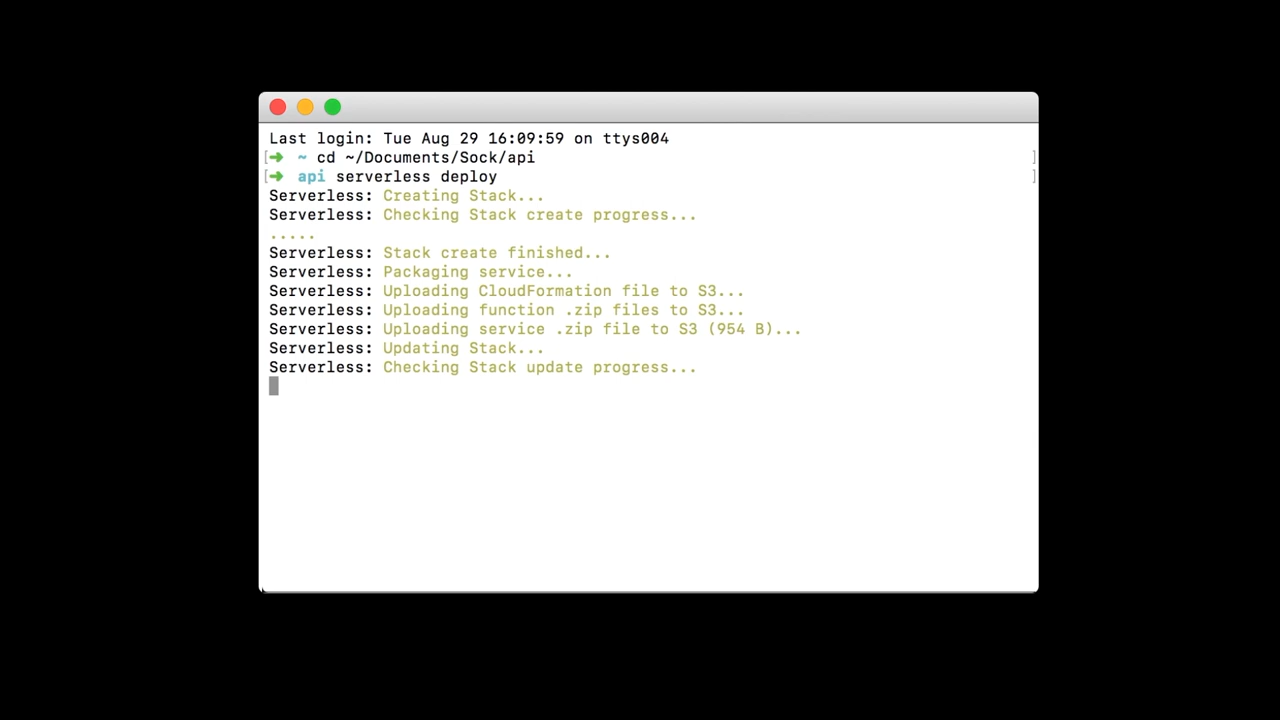 Last login: Tue Aug 29 16:09:59 on ttys004
[➜ ~ cd ~/Documents/Sock/api ]
[➜ api serverless deploy ]
Serverless: Creating Stack...
Serverless: Checking Stack create progress...
.....
Serverless: Stack create finished...
Serverless: Packaging service...
Serverless: Uploading CloudFormation file to S3...
Serverless: Uploading function .zip files to S3...
Serverless: Uploading service .zip file to S3 (954 B)...
Serverless: Updating Stack...
Serverless: Checking Stack update progress...